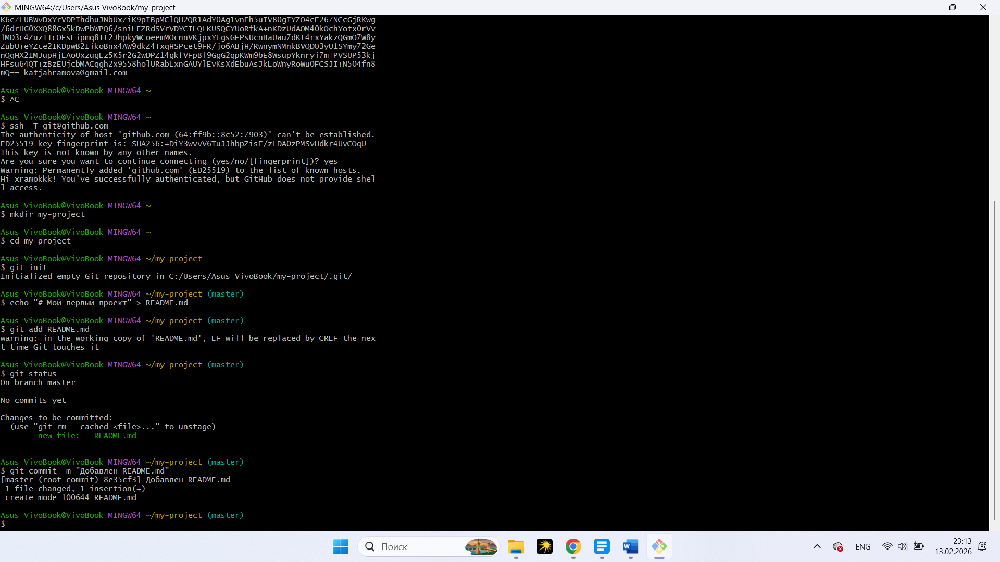 MINGW64:/c/Users/Asus VivoBook/my-project
K6c7LUBWvDxYrVDPThdhuJNbUx7iK9pIBpMClQH2QR1AdY0Ag1vnFh5uIV80gIYZO4cF267NCcGjRKwg
/6drHG0XXQ88Gx5kDwPbWPQ6/sniLEZRdSVrVDYCILQLKUSQCYUoRfkA+nKDzUdAOM40kOchYotx0rVv
1MD3c4ZuzTTcOEsLipmq8It2JhpkyWCoeemMOcnnVKjpxYLgsGEPsUcnBaUau7dKt4rxYakzQGmO7W8y
ZubU+eYZce2IKDpwB2IikoBnx4AW9dkZ4TxqHSPcet9FR/jo6ABjH/RwnymNMnkBVQDO3yU1SYmy72Ge
nQqHX2IMJupHjLAoUxzugLz5K5r2G2wDPZ14gkfVFpBl9GgG2qpKWm9bE8WsupYknryi7m+PVSUP53kj
HFsu64QT+zBzEUjcbMACqgh2x9558holURabLxnGAUYlEvKsXdEbuAsJkLoWnyRoWu0FCSJI+N5O4fn8
mQ== katjahramova@gmail.com
Asus VivoBook@VivoBook MINGW64 ~
$ ^C
Asus VivoBook@VivoBook MINGW64 ~
$ ssh -T git@github.com
The authenticity of host 'github.com (64:ff9b::8c52:7903)' can't be established.
ED25519 key fingerprint is: SHA256:+DiY3wvvV6TuJJhbpZisF/zLDA0zPMSvHdkr4UvCOqU
This key is not known by any other names.
Are you sure you want to continue connecting (yes/no/[fingerprint])? yes
Warning: Permanently added 'github.com' (ED25519) to the list of known hosts.
Hi xramokkk! You've successfully authenticated, but GitHub does not provide shel
l access.
Asus VivoBook@VivoBook MINGW64 ~
$ mkdir my-project
Asus VivoBook@VivoBook MINGW64 ~
$ cd my-project
Asus VivoBook@VivoBook MINGW64 ~/my-project
$ git init
Initialized empty Git repository in C:/Users/Asus VivoBook/my-project/.git/
Asus VivoBook@VivoBook MINGW64 ~/my-project (master)
$ echo "# Мой первый проект" > README.md
Asus VivoBook@VivoBook MINGW64 ~/my-project (master)
$ git add README.md
warning: in the working copy of 'README.md', LF will be replaced by CRLF the nex
t time Git touches it
Asus VivoBook@VivoBook MINGW64 ~/my-project (master)
$ git status
On branch master
No commits yet
Changes to be committed:
(use "git rm --cached <file>..." to unstage)
new file:   README.md
Asus VivoBook@VivoBook MINGW64 ~/my-project (master)
$ git commit -m "Добавлен README.md"
[master (root-commit) 8e35cf3] Добавлен README.md
1 file changed, 1 insertion(+)
create mode 100644 README.md
Asus VivoBook@VivoBook MINGW64 ~/my-project (master)
$
Поиск
W
ENG
23:13
13.02.2026